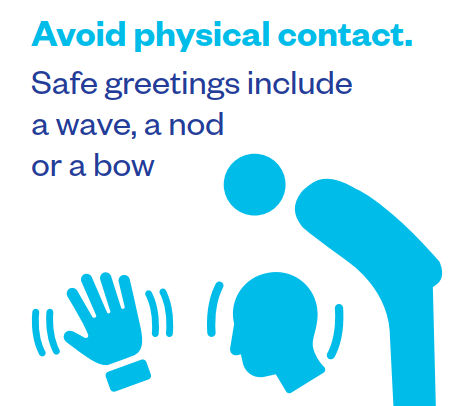 Avoid physical contact.
Safe greetings include
a wave, a nod
or a bow